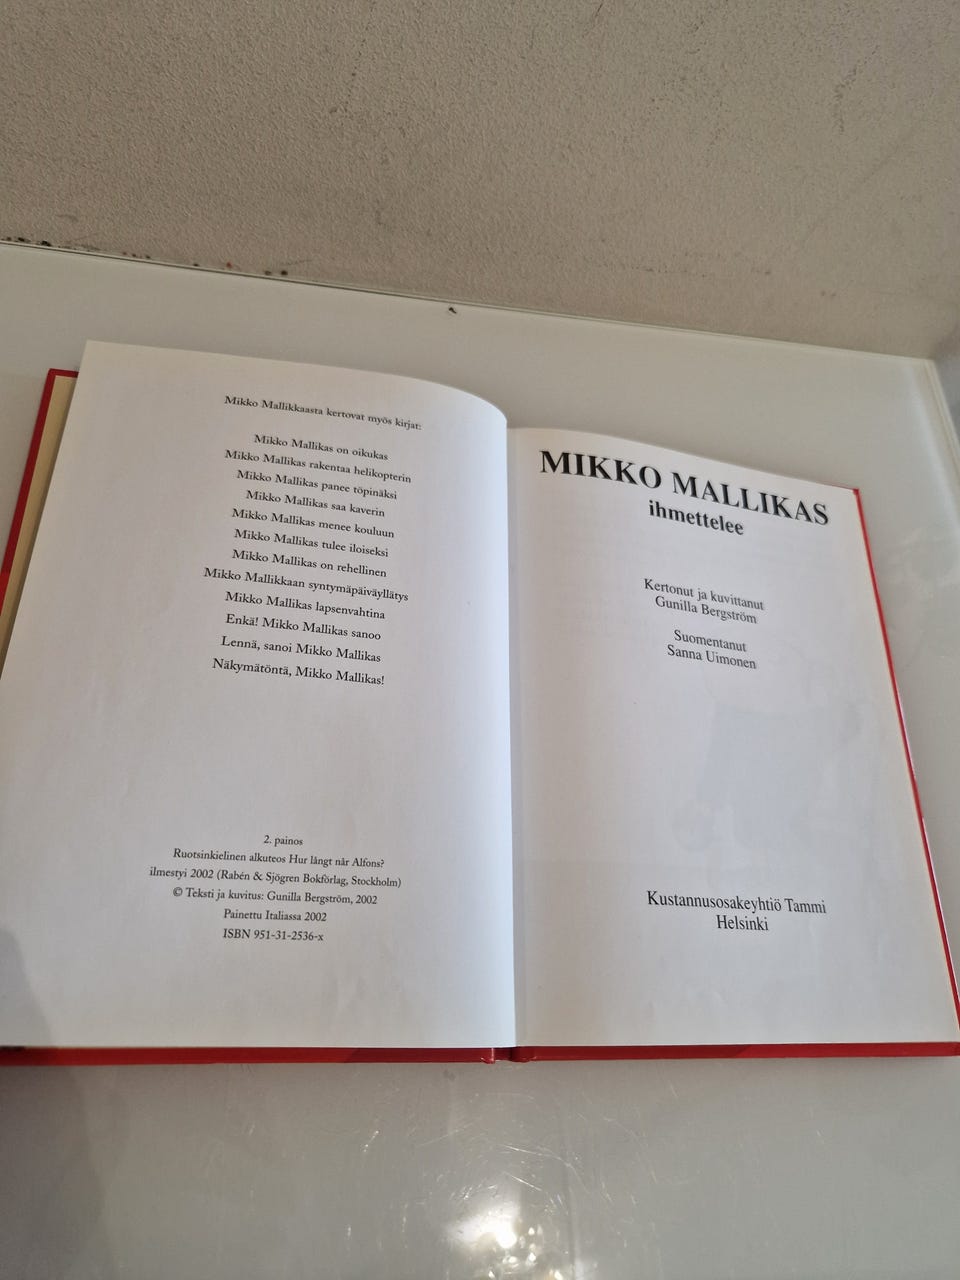 Mikko Mallikkaasta kertovat myös kirjat:
Mikko Mallikas on oikukas
Mikko Mallikas rakentaa helikopterin
Mikko Mallikas panee töpinäksi
Mikko Mallikas saa kaverin
Mikko Mallikas menee kouluun
Mikko Mallikas tulee iloiseksi
Mikko Mallikas on rehellinen
Mikko Mallikkaan syntymäpäiväyllätys
Mikko Mallikas lapsenvahtina
Enkä! Mikko Mallikas sanoo
Lennä, sanoi Mikko Mallikas
Näkymätöntä, Mikko Mallikas!
2. painos
Ruotsinkielinen alkuteos Hur långt når Alfons?
ilmestyi 2002 (Rabén & Sjögren Bokförlag, Stockholm)
© Teksti ja kuvitus: Gunilla Bergström, 2002
Painettu Italiassa 2002
ISBN 951-31-2536-x
MIKKO MALLIKAS
ihmettelee
Kertonut ja kuvittanut
Gunilla Bergström
Suomentanut
Sanna Uimonen
Kustannusosakeyhtiö Tammi
Helsinki